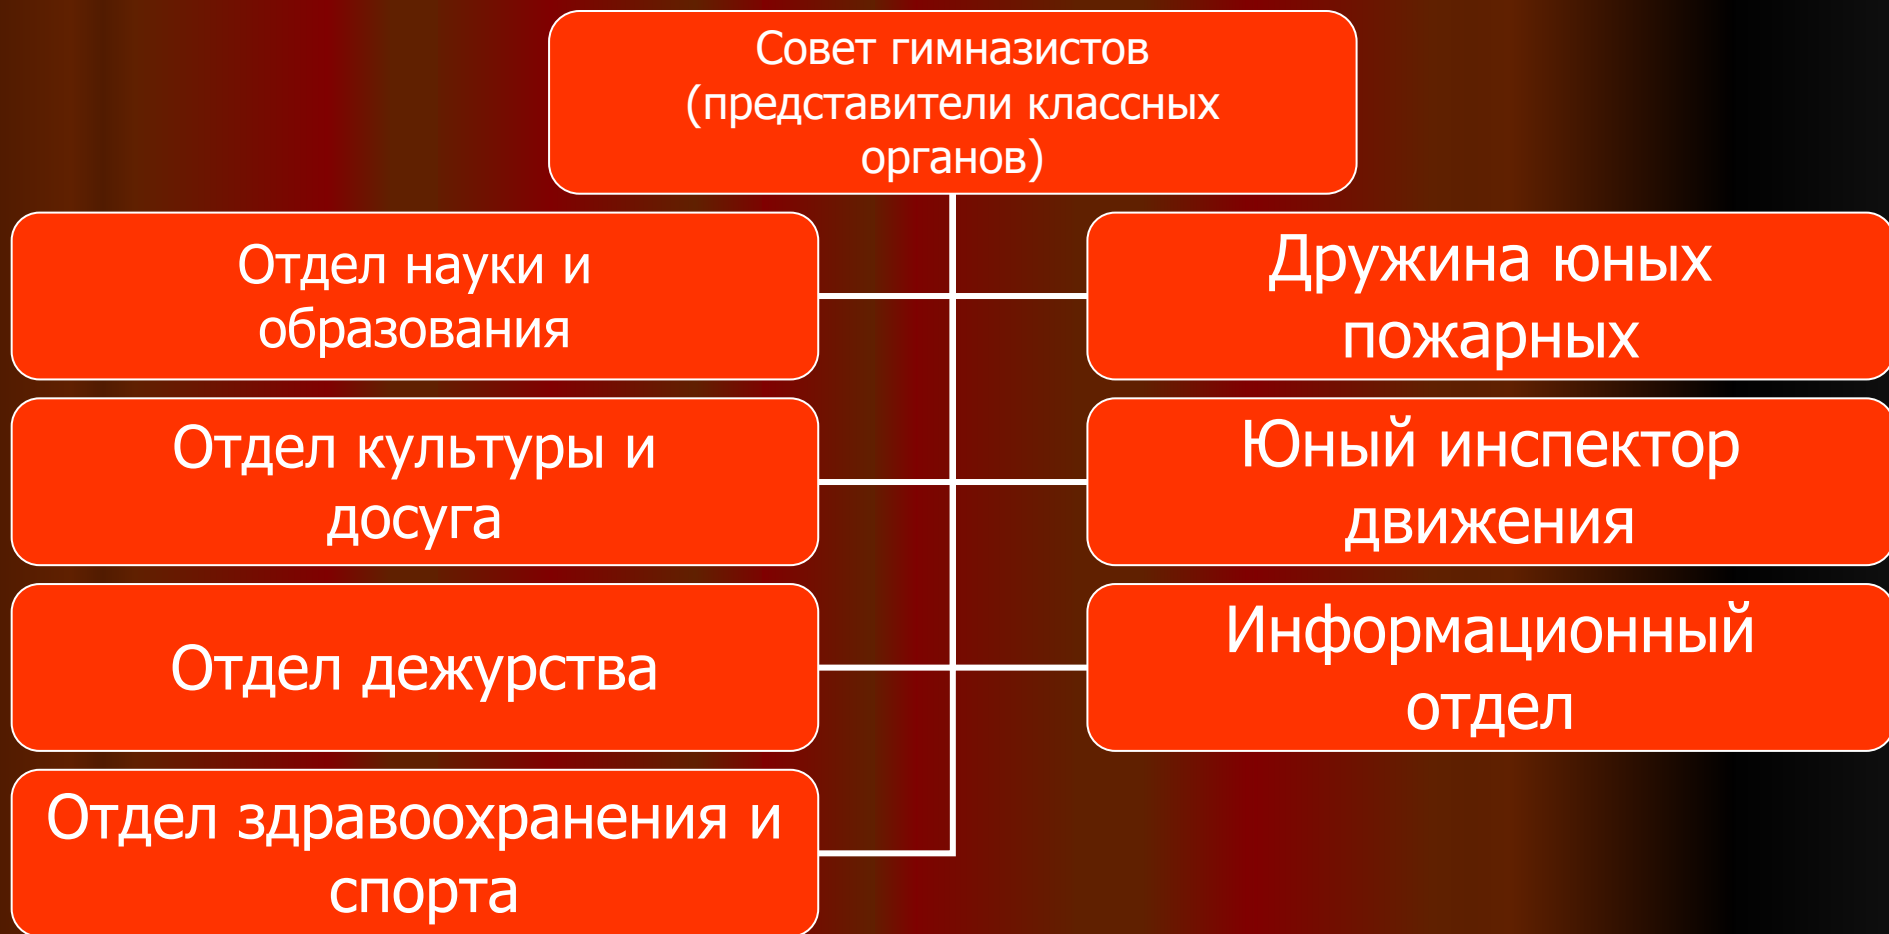 Совет гимназистов
(представители классных
органов)
Отдел науки и
образования
Дружина юных
пожарных
Отдел культуры и
досуга
Юный инспектор
движения
Отдел дежурства
Информационный
отдел
Отдел здравоохранения и
спорта